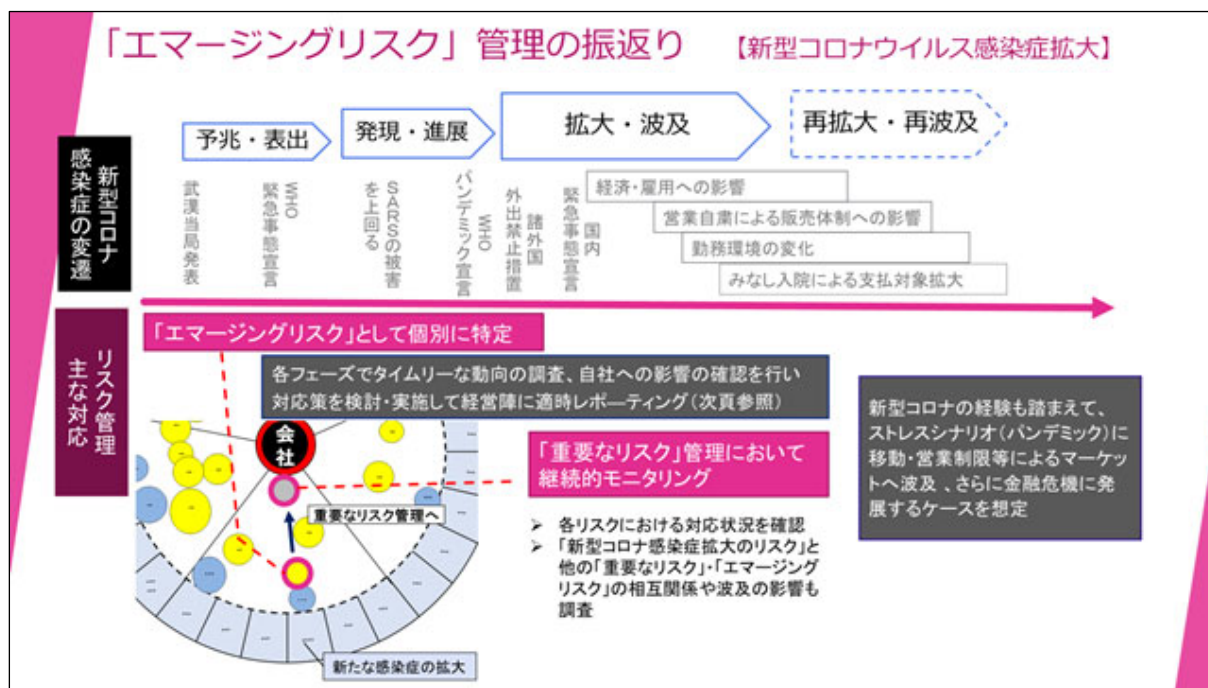 「エマージングリスク」管理の振返り 【新型コロナウイルス感染症拡大】
新型コロナ
感染症の変遷
予兆・表出
発現・進展
拡大・波及
再拡大・再波及
武漢当局発表
WHO
緊急事態宣言
SARSの被害
を上回る
WHO
パンデミック宣言
諸外国
外出禁止措置
国内
緊急事態宣言
経済・雇用への影響
営業自粛による販売体制への影響
勤務環境の変化
みなし入院による支払対象拡大
リスク管理
主な対応
「エマージングリスク」として個別に特定
各フェーズでタイムリーな動向の調査、自社への影響の確認を行い
対応策を検討・実施して経営陣に適時レポーティング(次頁参照)
会
社
重要なリスク管理へ
新たな感染症の拡大
「重要なリスク」管理において
継続的モニタリング
➢ 各リスクにおける対応状況を確認
➢ 「新型コロナ感染症拡大のリスク」と
他の「重要なリスク」・「エマージング
リスク」の相互関係や波及の影響も
調査
新型コロナの経験も踏まえて、
ストレスシナリオ(パンデミック)に
移動・営業制限等によるマーケッ
トへ波及、さらに金融危機に発
展するケースを想定